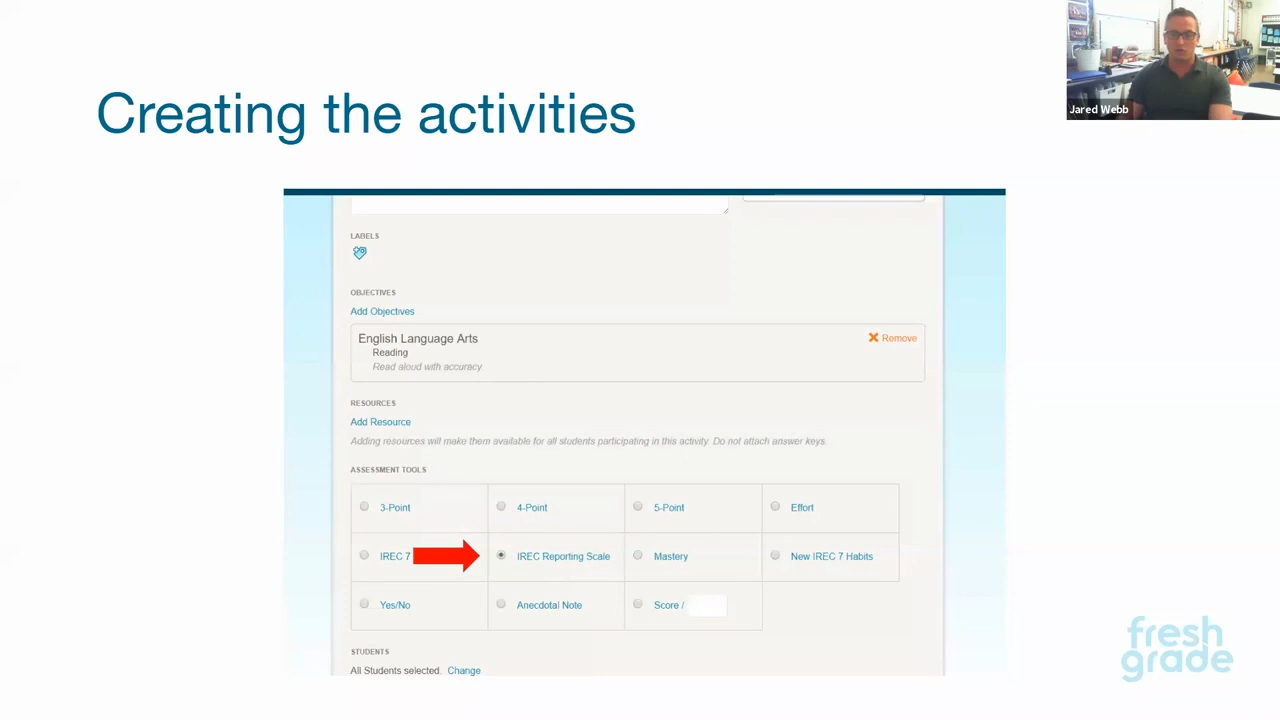 Jared Webb
Creating the activities
LABELS
OBJECTIVES
Add Objectives
English Language Arts
Remove
Reading
Read aloud with accuracy
RESOURCES
Add Resource
Adding resources will make them available for all students participating in this activity. Do not attach answer keys.
ASSESSMENT TOOLS
3-Point 4-Point 5-Point Effort
IREC 7 IREC Reporting Scale Mastery New IREC 7 Habits
Yes/No Anecdotal Note Score /
STUDENTS
All Students selected. Change
fresh
grade